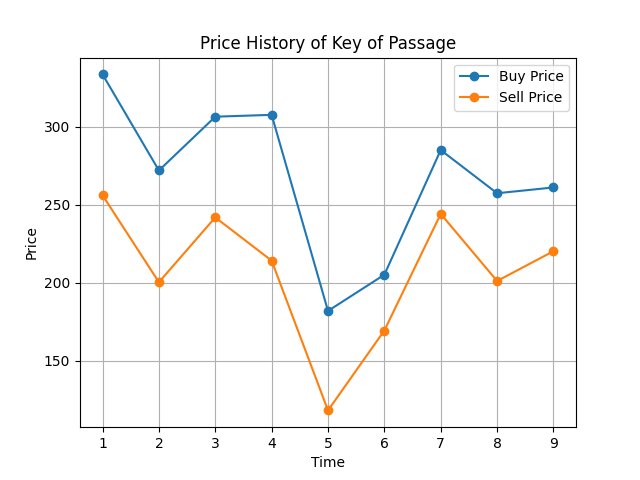 Price History of Key of Passage
Buy Price
Sell Price
300
250
200
150
Price
1 2 3 4 5 6 7 8 9
Time